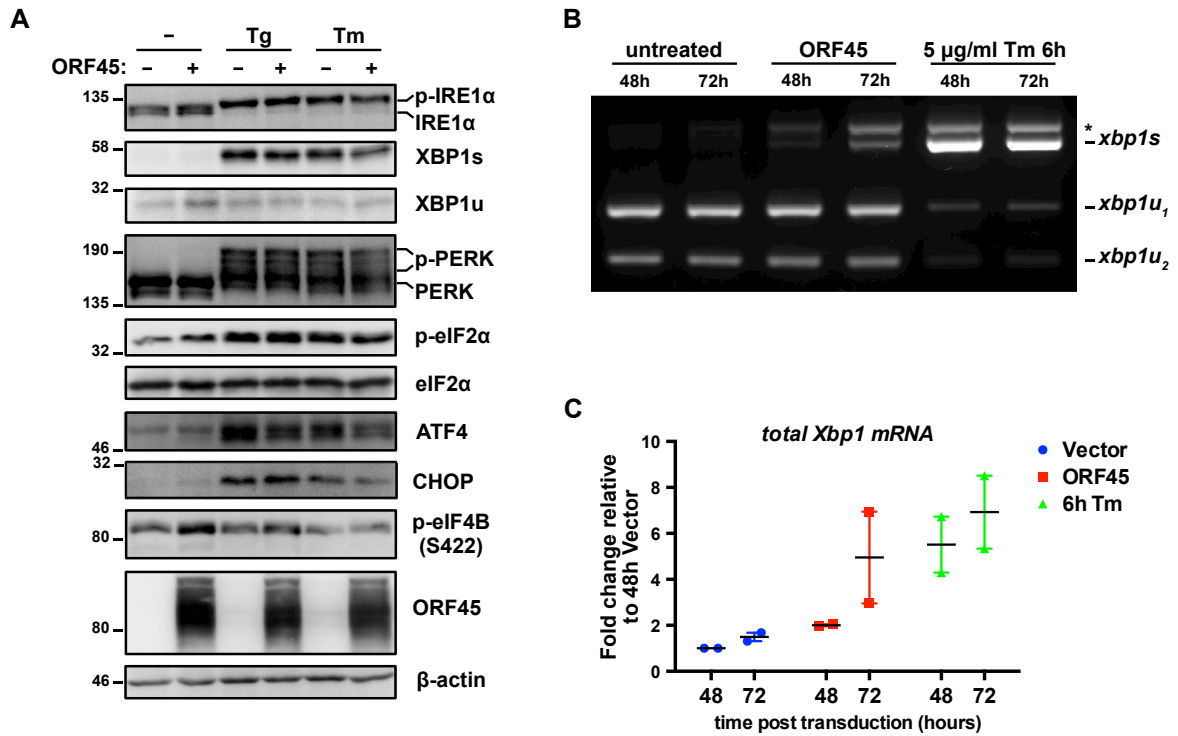 A
– Tg Tm
ORF45: – + – + – +
135 p-IRE1α
IRE1α
58 XBP1s
32 XBP1u
190 p-PERK
PERK
135
p-eIF2α
32
eIF2α
ATF4
46
32 CHOP
p-eIF4B
80 (S422)
ORF45
80
46 β-actin
B
untreated ORF45 5 µg/ml Tm 6h
48h 72h 48h 72h 48h 72h
*
xbp1s
xbp1u1
xbp1u2
C
total Xbp1 mRNA
Fold change relative
to 48h Vector
10
8
6
4
2
0
48 72 48 72 48 72
time post transduction (hours)
Vector
ORF45
6h Tm